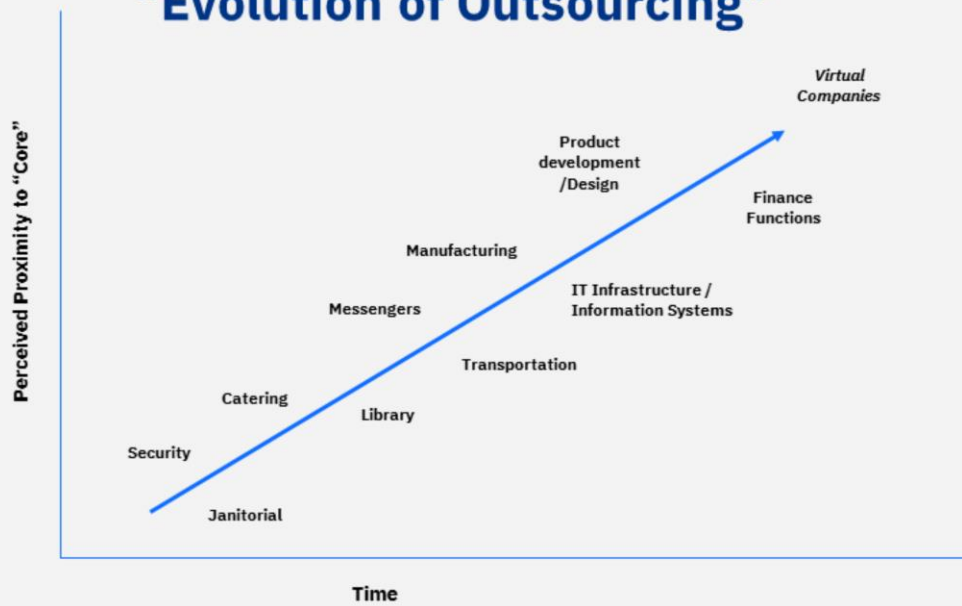 Evolution of Outsourcing
Virtual
Companies
Product
development
/Design
Finance
Functions
Manufacturing
IT Infrastructure /
Information Systems
Messengers
Transportation
Catering
Library
Security
Janitorial
Perceived Proximity to “Core”
Time